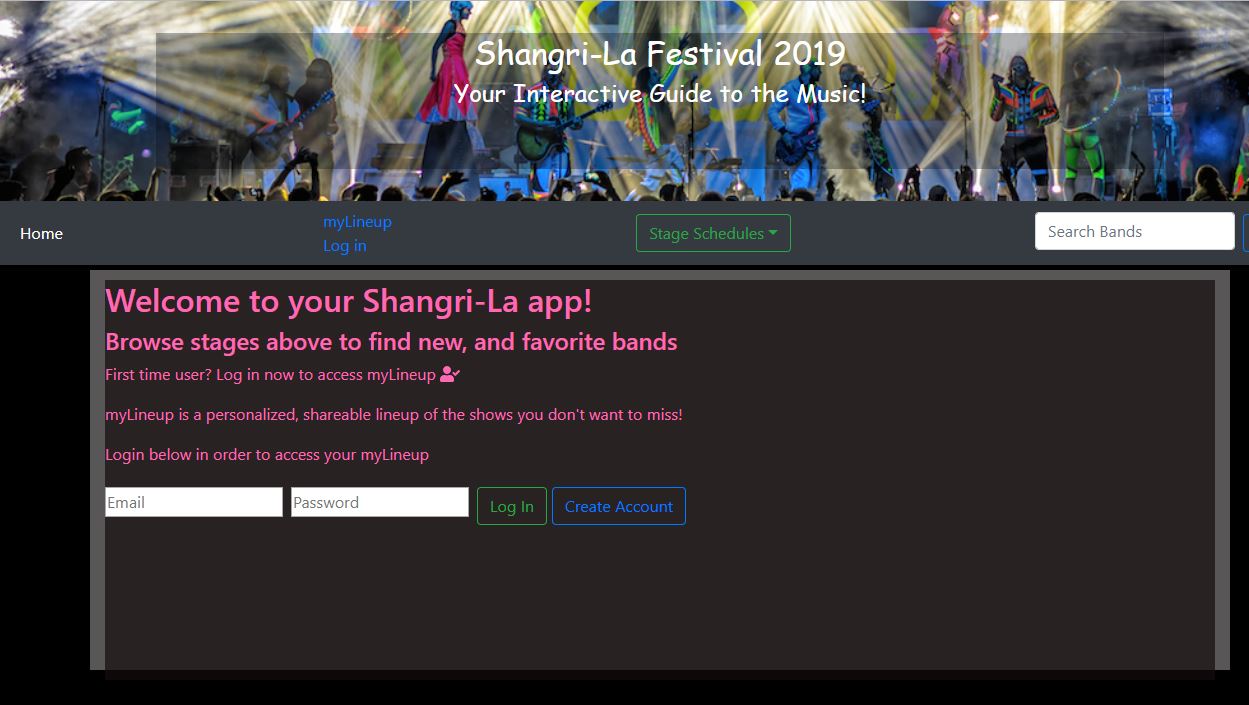 Shangri-La Festival 2019
Your Interactive Guide to the Music!
Home
myLineup
Log in
Stage Schedules
Search Bands
Welcome to your Shangri-La app!
Browse stages above to find new, and favorite bands
First time user? Log in now to access myLineup
myLineup is a personalized, shareable lineup of the shows you don't want to miss!
Login below in order to access your myLineup
Email Password Log In Create Account